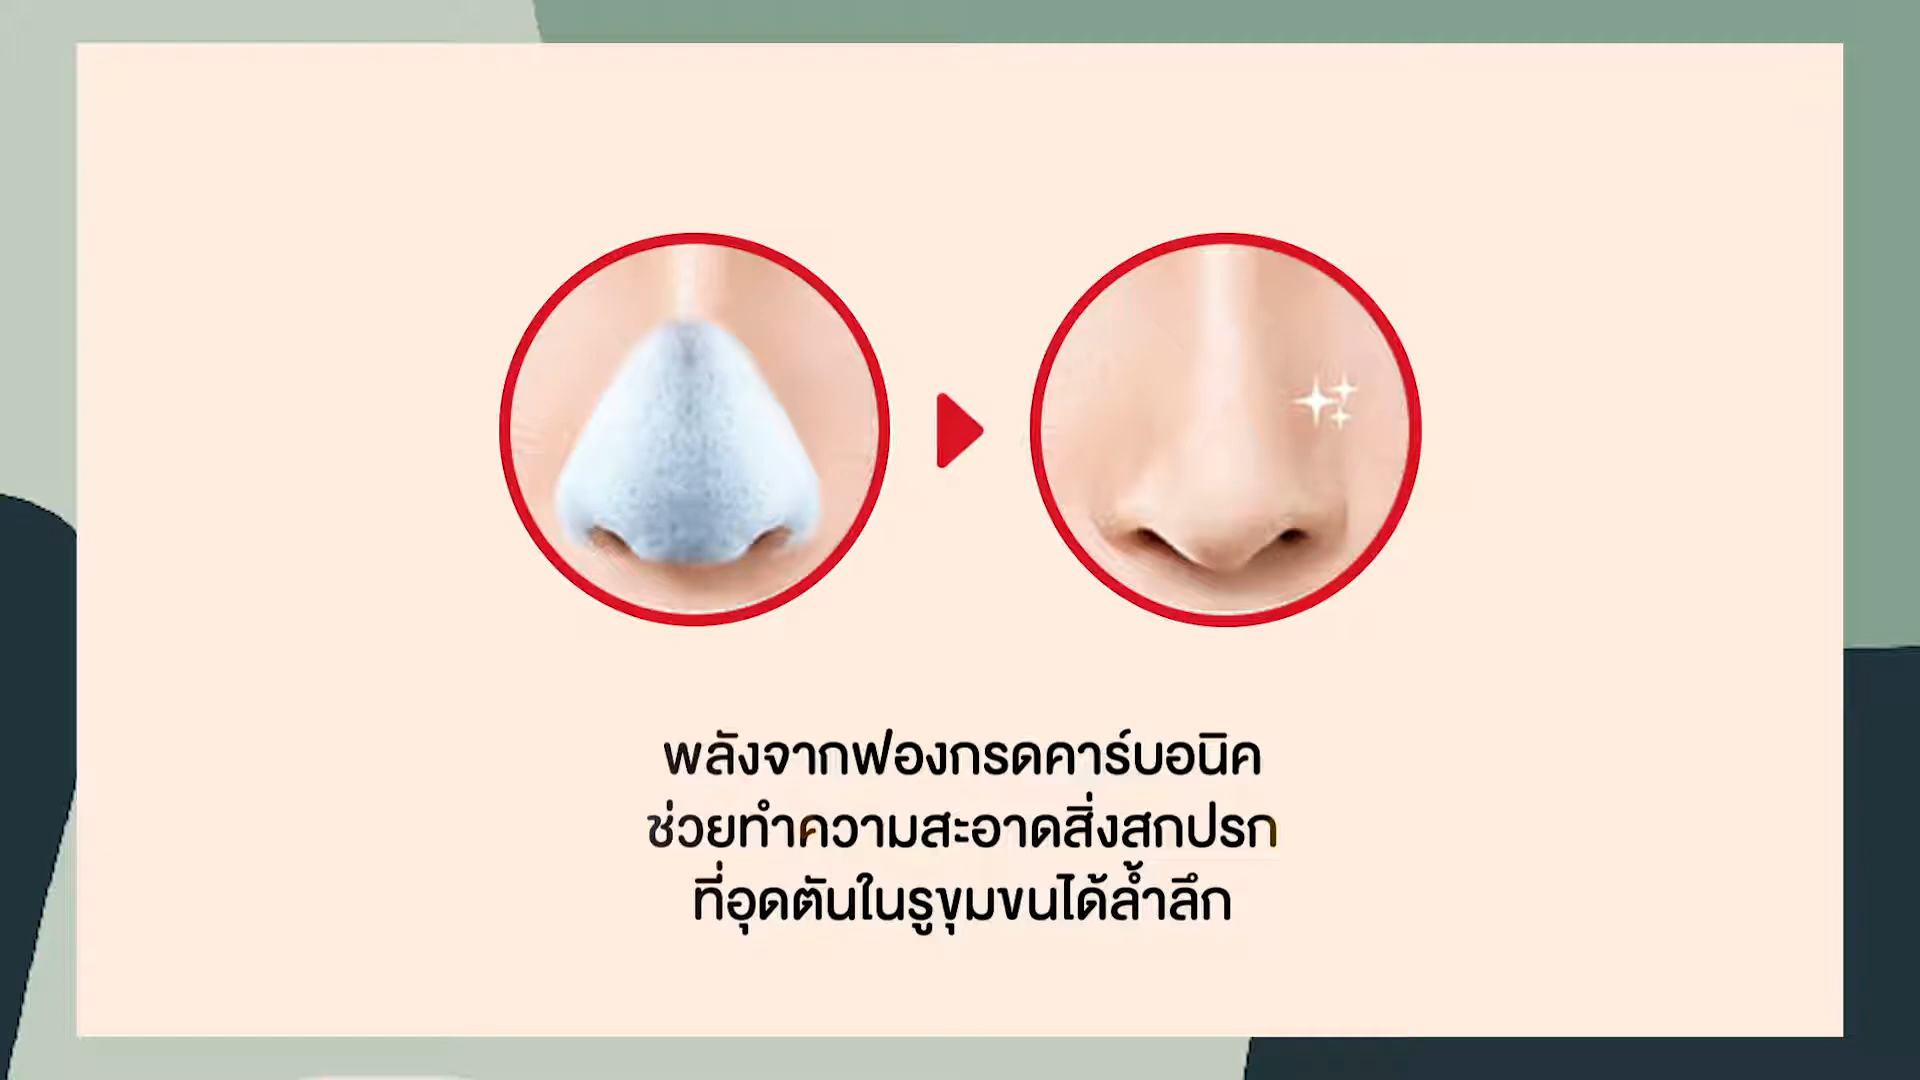 พลังจากฟองกรดคาร์บอนิค
ช่วยทำความสะอาดสิ่งสกปรก
ที่อุดตันในรูขุมขนได้ล้ำลึก